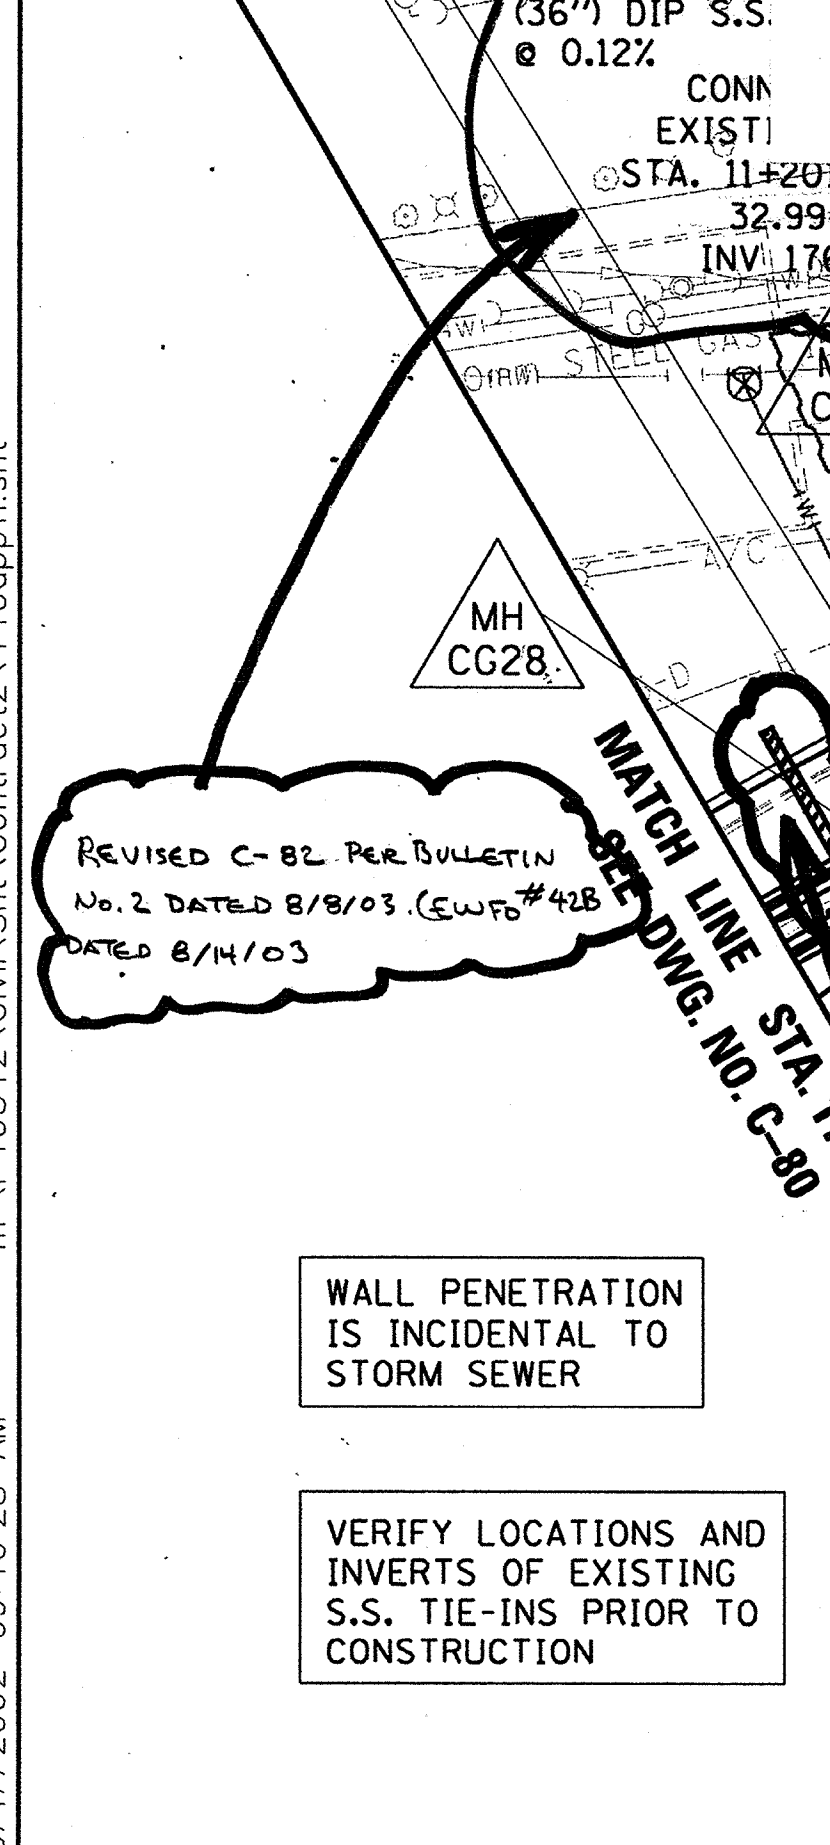 (36") DIP S.S.
@ 0.12%
CONN
EXISTI
STA. 11+20
32.99
INV 176
STEEL GAS
(AW)
A/C
MH
CG28
REVISED C-82 PER BULLETIN
No. 2 DATED 8/8/03. (EWFO #42B
DATED 8/14/03
MATCH LINE STA. 11
SEE DWG. NO. C-80
WALL PENETRATION
IS INCIDENTAL TO
STORM SEWER
VERIFY LOCATIONS AND
INVERTS OF EXISTING
S.S. TIE-INS PRIOR TO
CONSTRUCTION